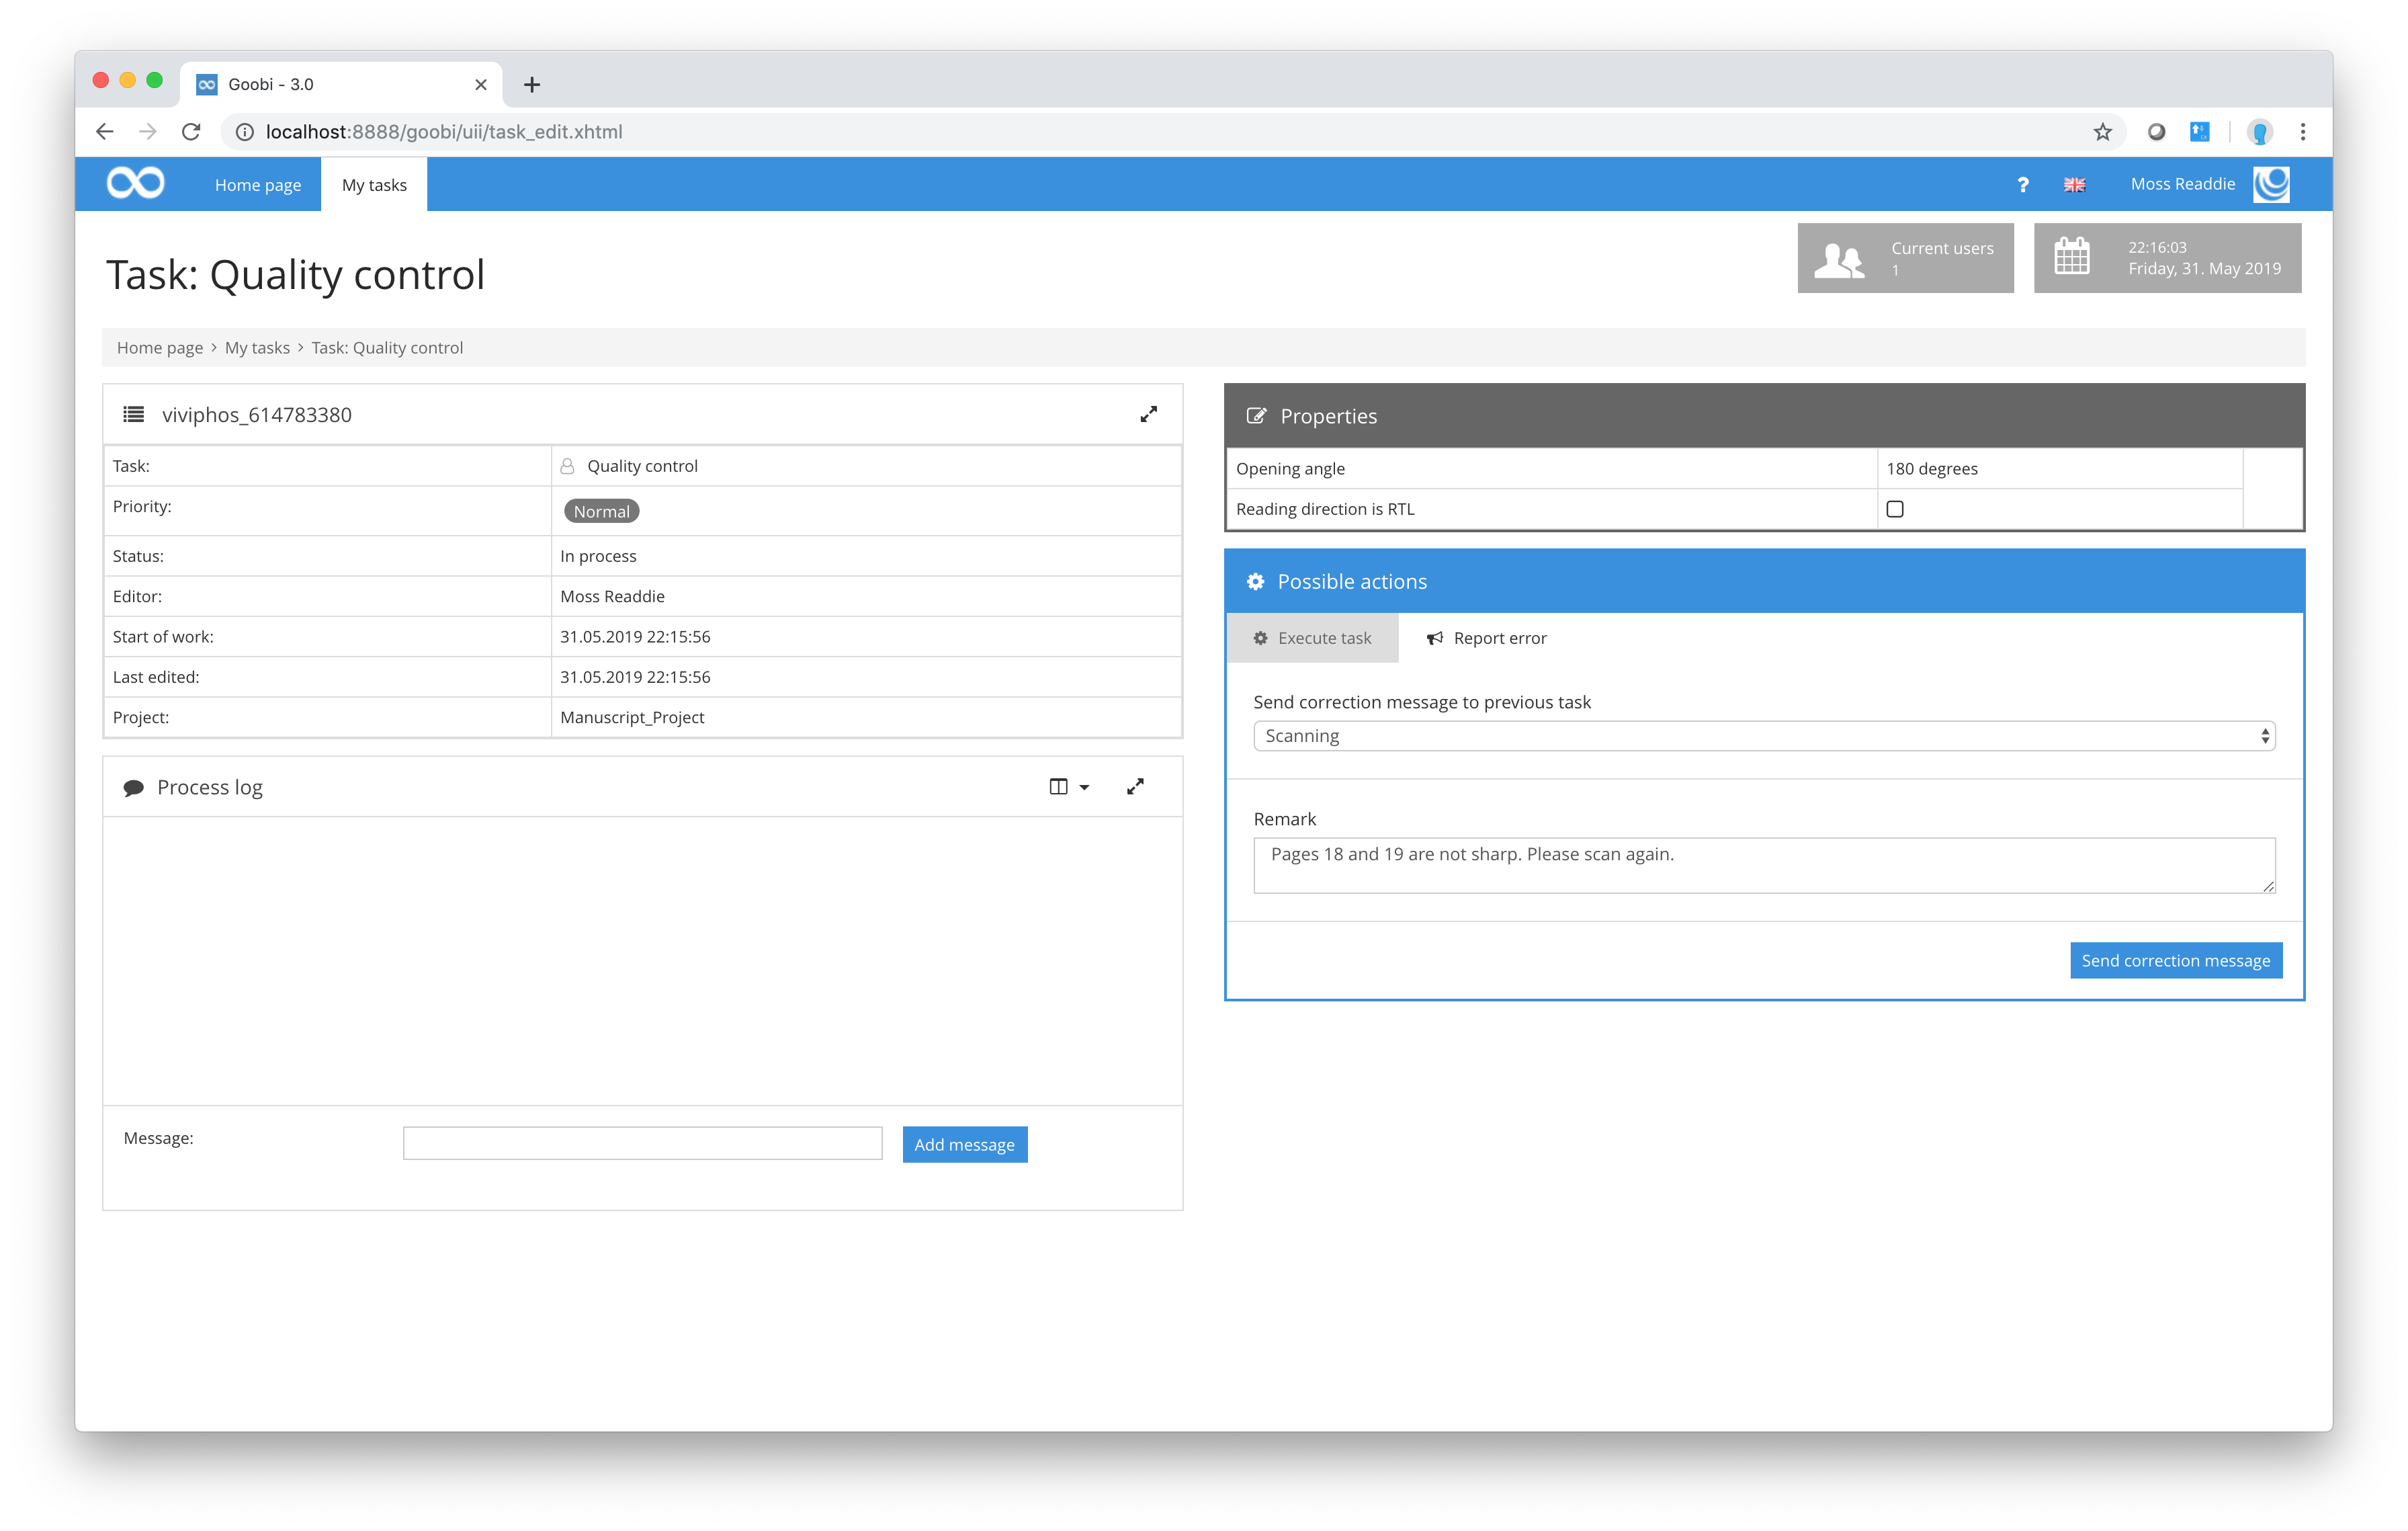 Goobi - 3.0
localhost:8888/goobi/uii/task_edit.xhtml
Home page My tasks ? Moss Readdie
Task: Quality control
Current users
1
22:16:03
Friday, 31. May 2019
Home page > My tasks > Task: Quality control
viviphos_614783380
Task: Quality control
Priority: Normal
Status: In process
Editor: Moss Readdie
Start of work: 31.05.2019 22:15:56
Last edited: 31.05.2019 22:15:56
Project: Manuscript_Project
Process log
Message: Add message
Properties
Opening angle 180 degrees
Reading direction is RTL
Possible actions
Execute task Report error
Send correction message to previous task
Scanning
Remark
Pages 18 and 19 are not sharp. Please scan again.
Send correction message